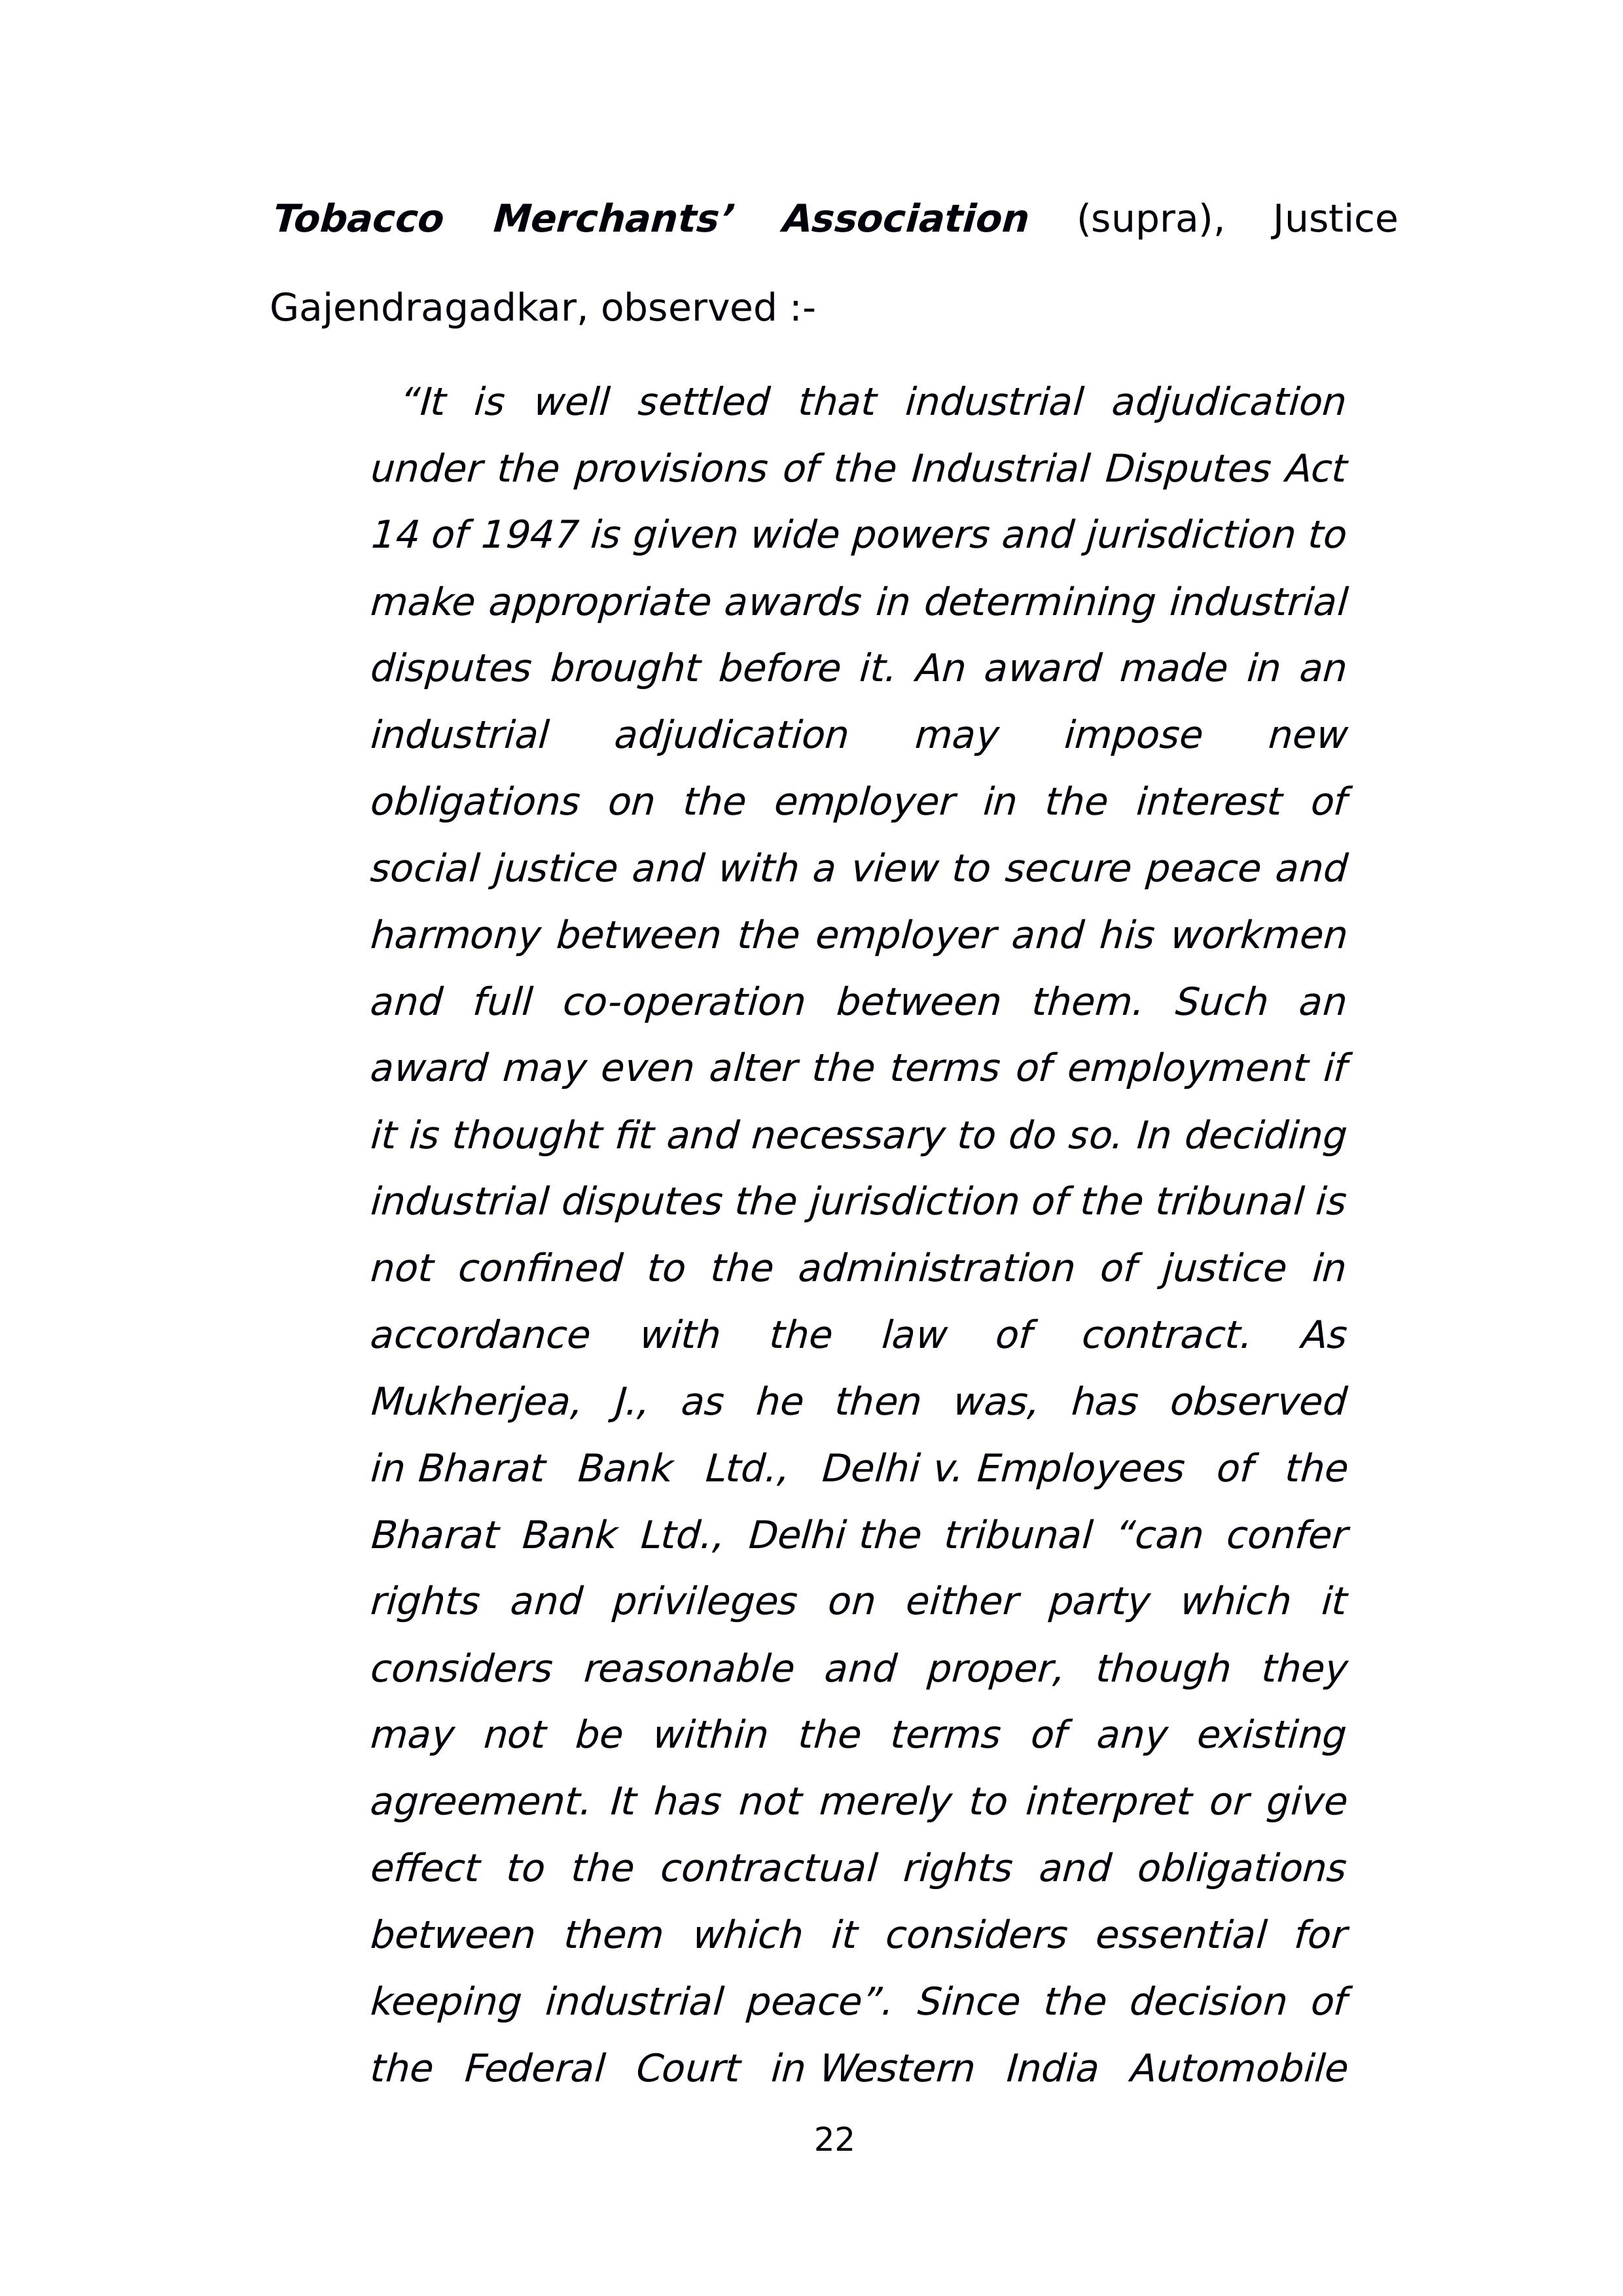 Tobacco Merchants’ Association (supra), Justice
Gajendragadkar, observed :-
“It is well settled that industrial adjudication
under the provisions of the Industrial Disputes Act
14 of 1947 is given wide powers and jurisdiction to
make appropriate awards in determining industrial
disputes brought before it. An award made in an
industrial adjudication may impose new
obligations on the employer in the interest of
social justice and with a view to secure peace and
harmony between the employer and his workmen
and full co-operation between them. Such an
award may even alter the terms of employment if
it is thought fit and necessary to do so. In deciding
industrial disputes the jurisdiction of the tribunal is
not confined to the administration of justice in
accordance with the law of contract. As
Mukherjea, J., as he then was, has observed
in Bharat Bank Ltd., Delhi v. Employees of the
Bharat Bank Ltd., Delhi the tribunal “can confer
rights and privileges on either party which it
considers reasonable and proper, though they
may not be within the terms of any existing
agreement. It has not merely to interpret or give
effect to the contractual rights and obligations
between them which it considers essential for
keeping industrial peace”. Since the decision of
the Federal Court in Western India Automobile
22